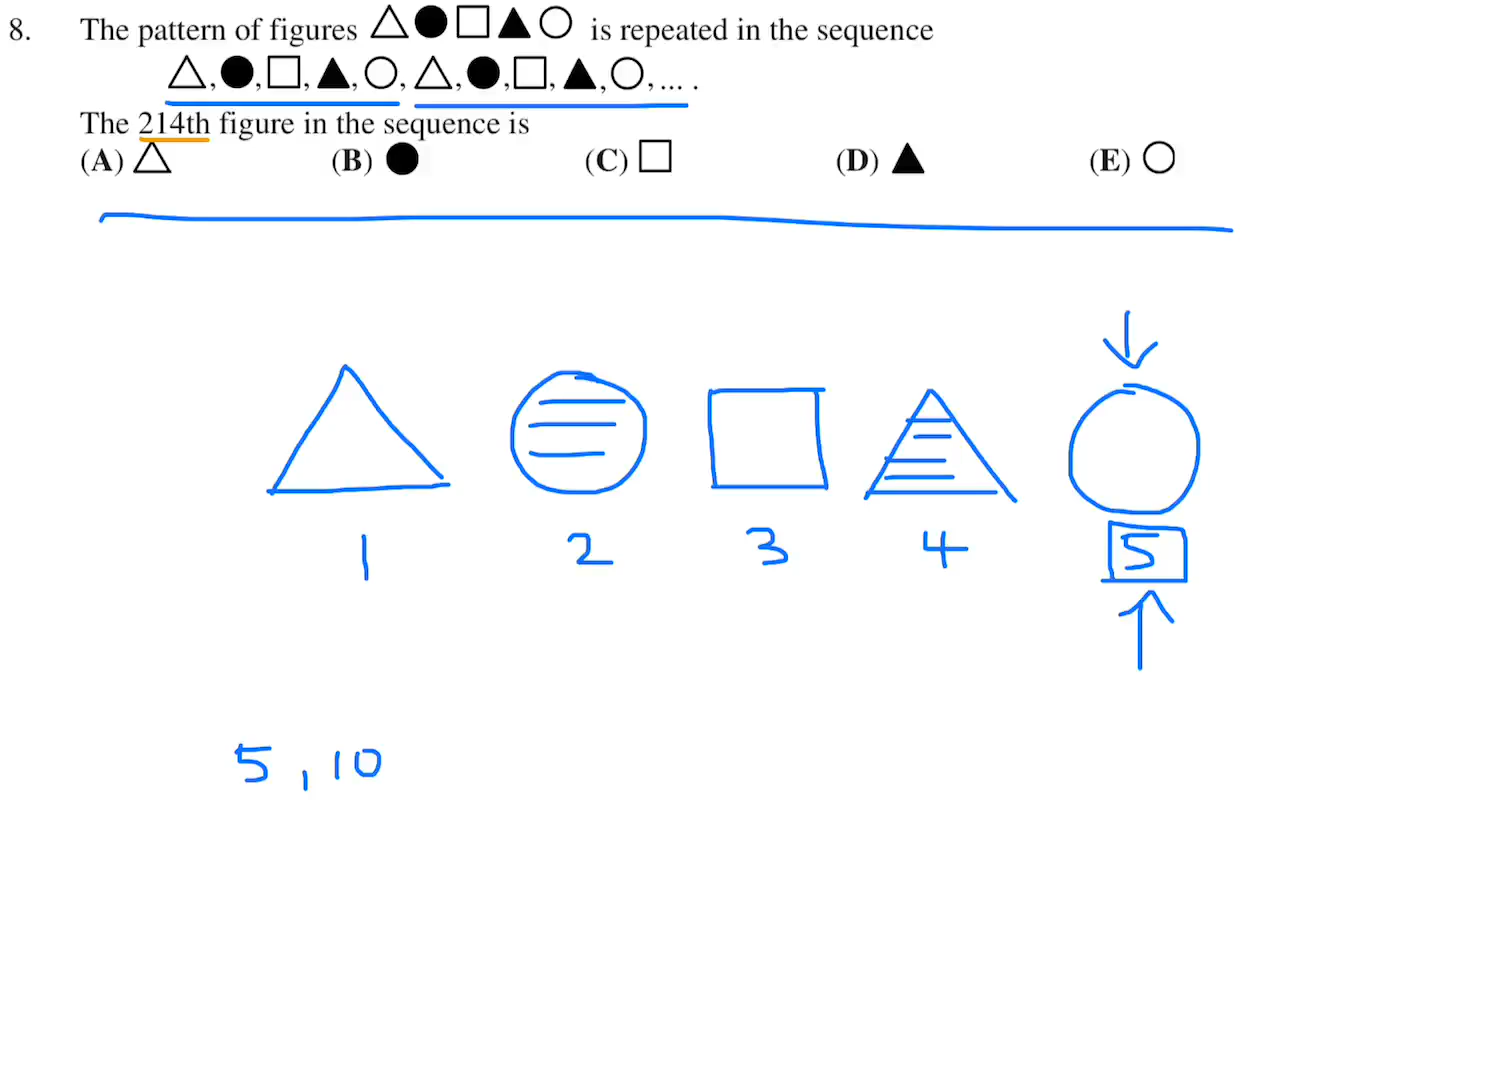 8. The pattern of figures △●□▲○ is repeated in the sequence
△,●,□,▲,○,△,●,□,▲,○,... .
The 214th figure in the sequence is
(A) △ (B) ● (C) □ (D) ▲ (E) ○
1 2 3 4 5
5, 10